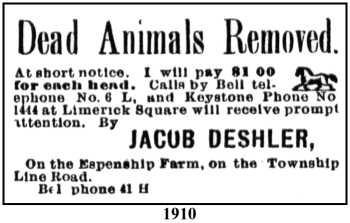 Dead Animals Removed.
At short notice. I will pay $1 00
for each head. Calls by Bell tel-
ephone No. 6 L, and Keystone Phone No
1444 at Limerick Square will receive prompt
attention. By
JACOB DESHLER,
On the Espenship Farm, on the Township
Line Road.
Bel phone 41 H
1910